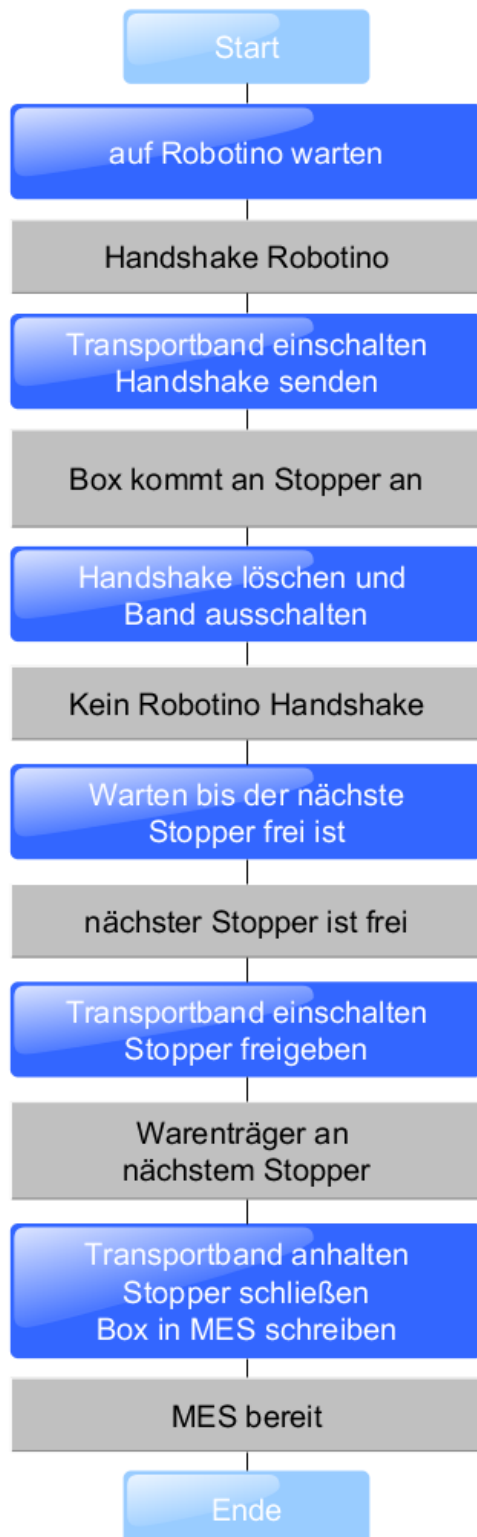 Start
auf Robotino warten
Handshake Robotino
Transportband einschalten
Handshake senden
Box kommt an Stopper an
Handshake löschen und
Band ausschalten
Kein Robotino Handshake
Warten bis der nächste
Stopper frei ist
nächster Stopper ist frei
Transportband einschalten
Stopper freigeben
Warenträger an
nächstem Stopper
Transportband anhalten
Stopper schließen
Box in MES schreiben
MES bereit
Ende